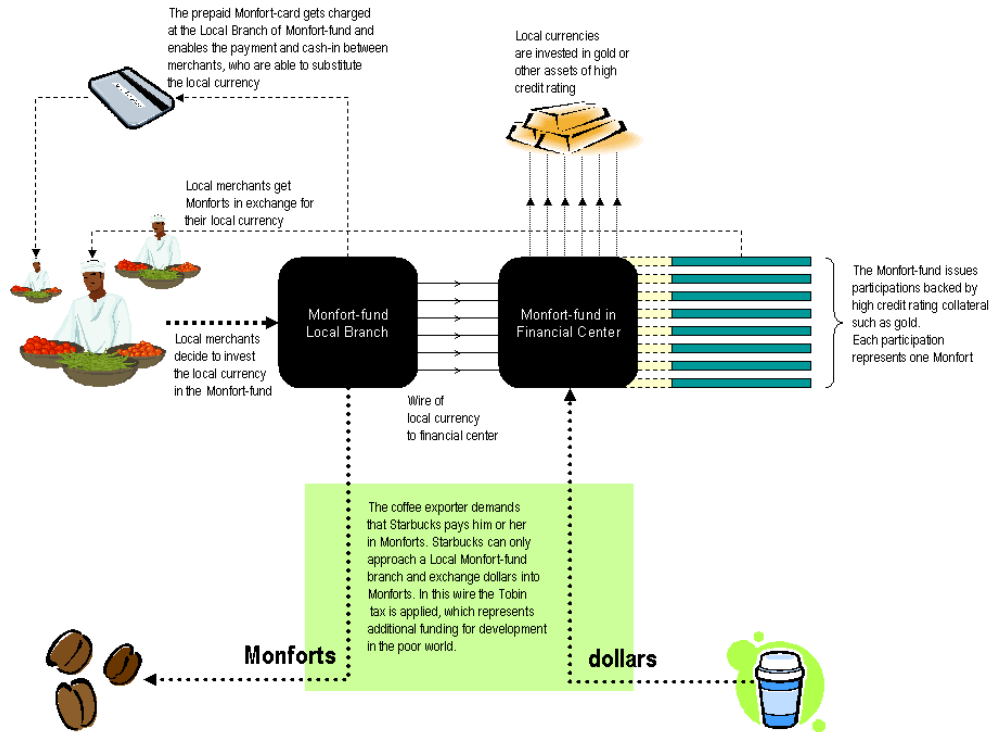 The prepaid Monfort-card gets charged
at the Local Branch of Monfort-fund and
enables the payment and cash-in between
merchants, who are able to substitute
the local currency
Local currencies
are invested in gold or
other assets of high
credit rating
Local merchants get
Monforts in exchange for
their local currency
Monfort-fund
Local Branch
Monfort-fund in
Financial Center
The Monfort-fund issues
participations backed by
high credit rating collateral
such as gold.
Each participation
represents one Monfort
Local merchants
decide to invest
the local currency
in the Monfort-fund
Wire of
local currency
to financial center
The coffee exporter demands
that Starbucks pays him or her
in Monforts. Starbucks can only
approach a Local Monfort-fund
branch and exchange dollars into
Monforts. In this wire the Tobin
tax is applied, which represents
additional funding for development
in the poor world.
Monforts
dollars